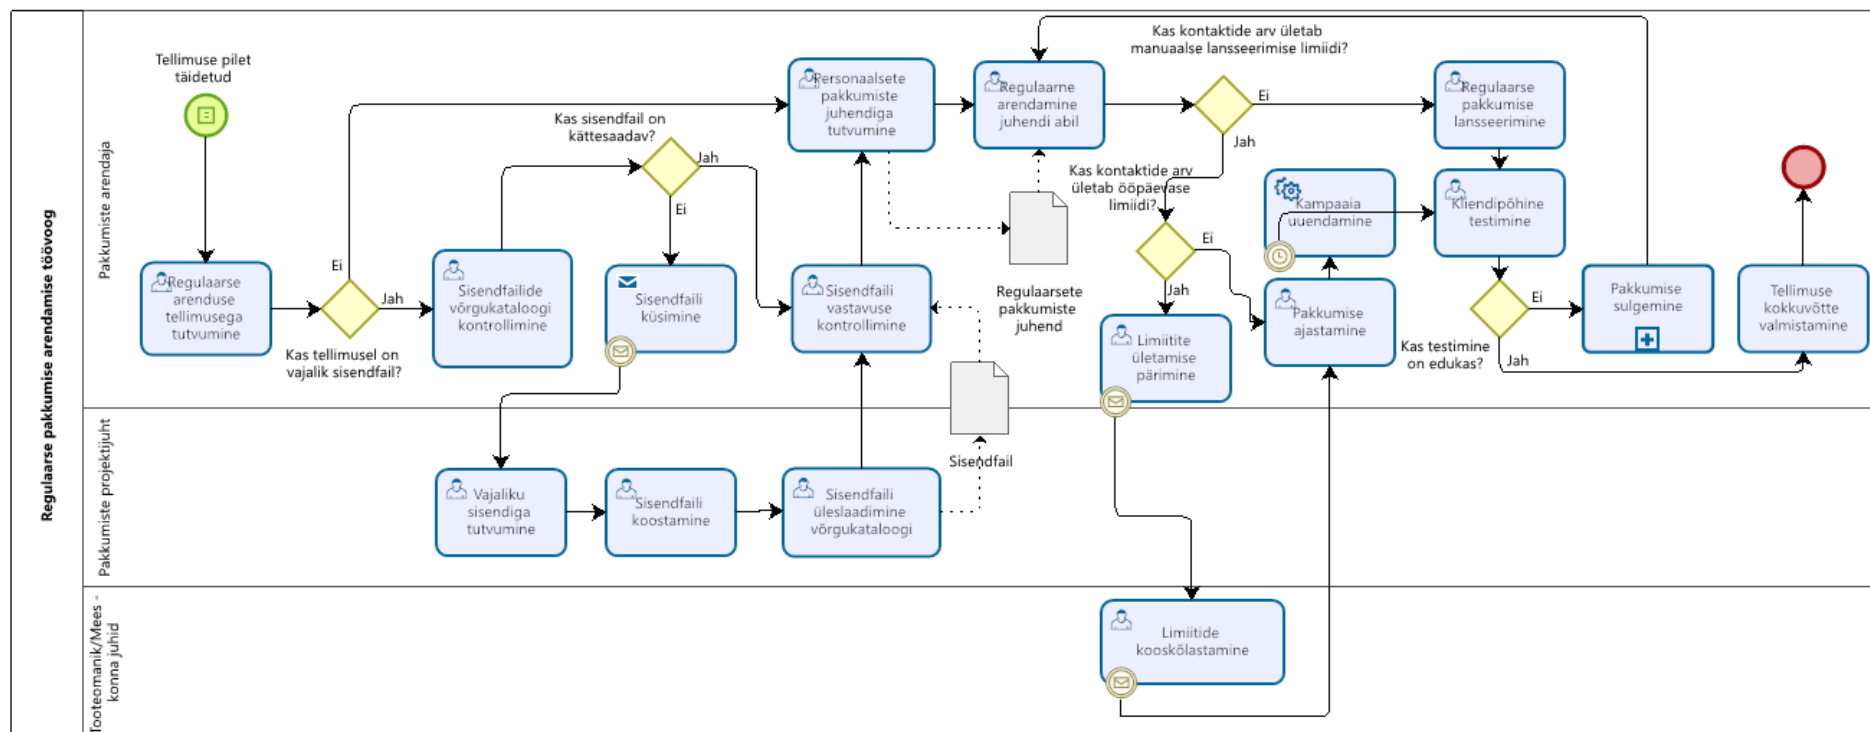 Regulaarse pakkumise arendamise töövoog
Pakkumiste arendaja
Tellimuse pilet
täidetud
Regulaarse
arenduse
tellimusega
tutvumine
Ei
Jah
Kas tellimusel on
vajalik sisendfail?
Sisendfailide
võrgukataloogi
kontrollimine
Kas sisendfail on
kättesaadav?
Jah
Ei
Sisendfaili
küsimine
Personaalsete
pakkumiste
juhendiga
tutvumine
Sisendfaili
vastavuse
kontrollimine
Regulaarne
arendamine
juhendi abil
Regulaarsete
pakkumiste
juhend
Kas kontaktide arv ületab
manuaalse lansseerimise limiidi?
Ei
Jah
Kas kontaktide arv
ületab ööpäevase
limiidi?
Ei
Jah
Limiitite
ületamise
pärimine
Kampaaia
uuendamine
Pakkumise
ajastamine
Regulaarse
pakkumise
lansseerimine
Kliendipõhine
testimine
Ei
Jah
Kas testimine
on edukas?
Pakkumise
sulgemine
Tellimuse
kokkuvõtte
valmistamine
Pakkumiste projektijuht
Vajaliku
sisendiga
tutvumine
Sisendfaili
koostamine
Sisendfaili
üleslaadimine
võrgukataloogi
Sisendfail
Tooteomanik/Mees -
konna juhid
Limiitide
kooskõlastamine